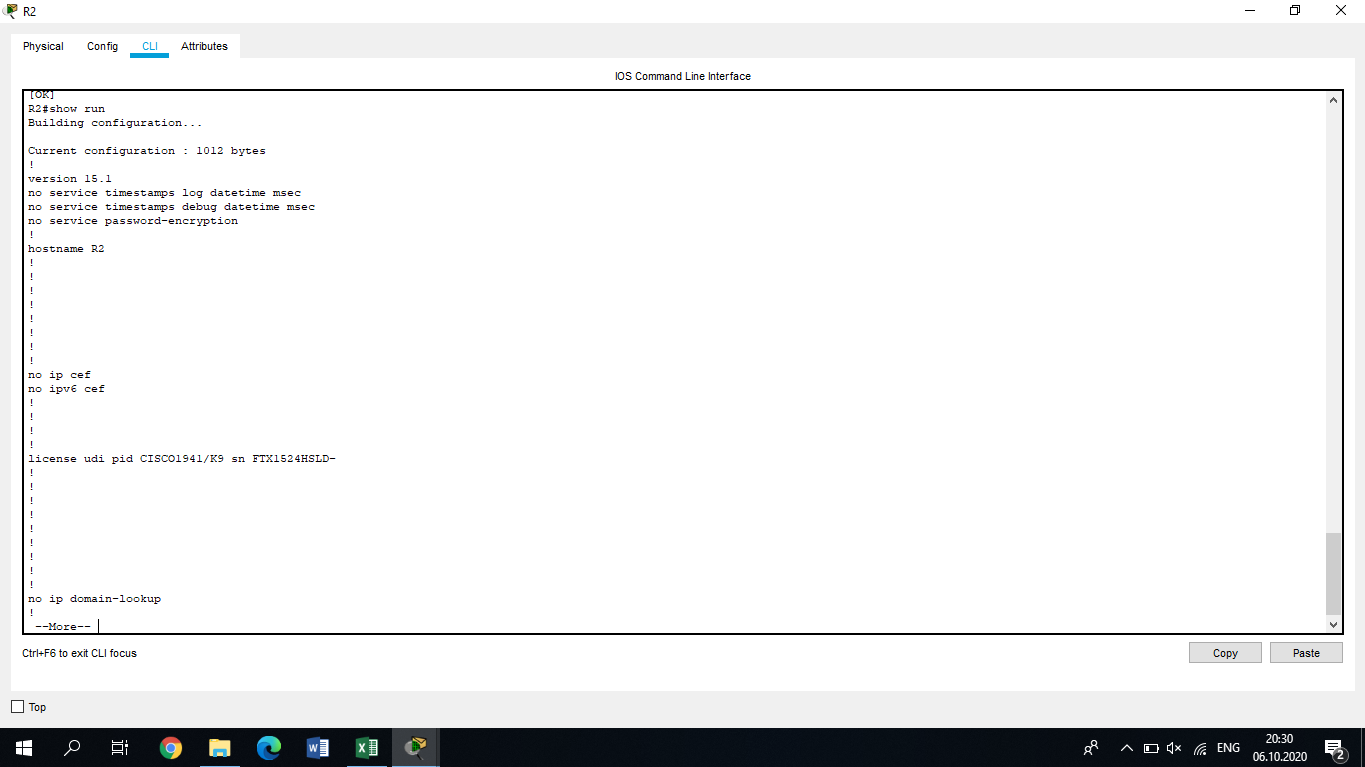 R2
Physical Config CLI Attributes
IOS Command Line Interface
[OK]
R2#show run
Building configuration...
Current configuration : 1012 bytes
!
version 15.1
no service timestamps log datetime msec
no service timestamps debug datetime msec
no service password-encryption
!
hostname R2
!
!
!
!
!
!
!
!
no ip cef
no ipv6 cef
!
!
!
!
license udi pid CISCO1941/K9 sn FTX1524HSLD-
!
!
!
!
!
!
!
!
!
no ip domain-lookup
!
--More--
Ctrl+F6 to exit CLI focus
Copy Paste
Top
ENG
20:30
06.10.2020
2